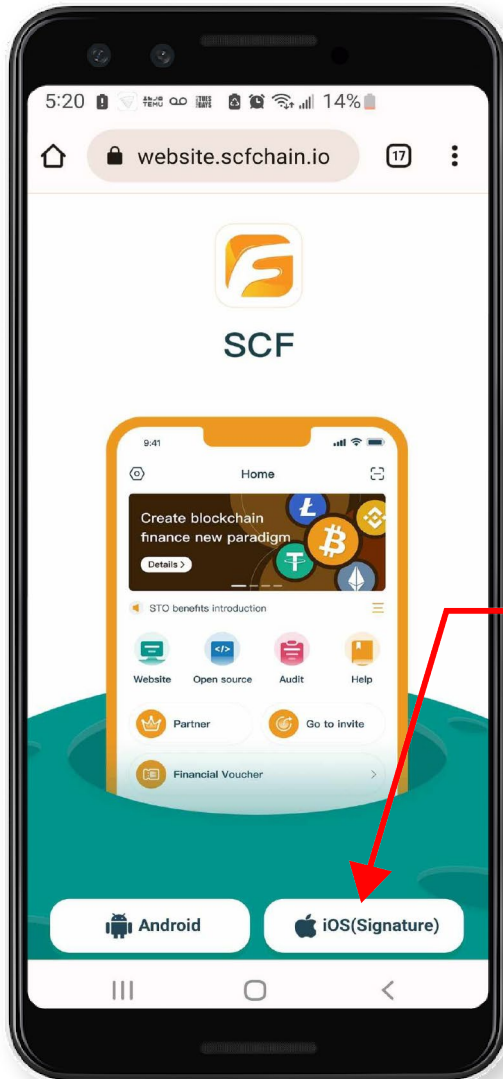 5:20
14%
website.scfchain.io
17
SCF
9:41
Home
Create blockchain
finance new paradigm
Details >
STO benefits introduction
Website Open source Audit Help
Partner Go to invite
Financial Voucher
Android iOS(Signature)